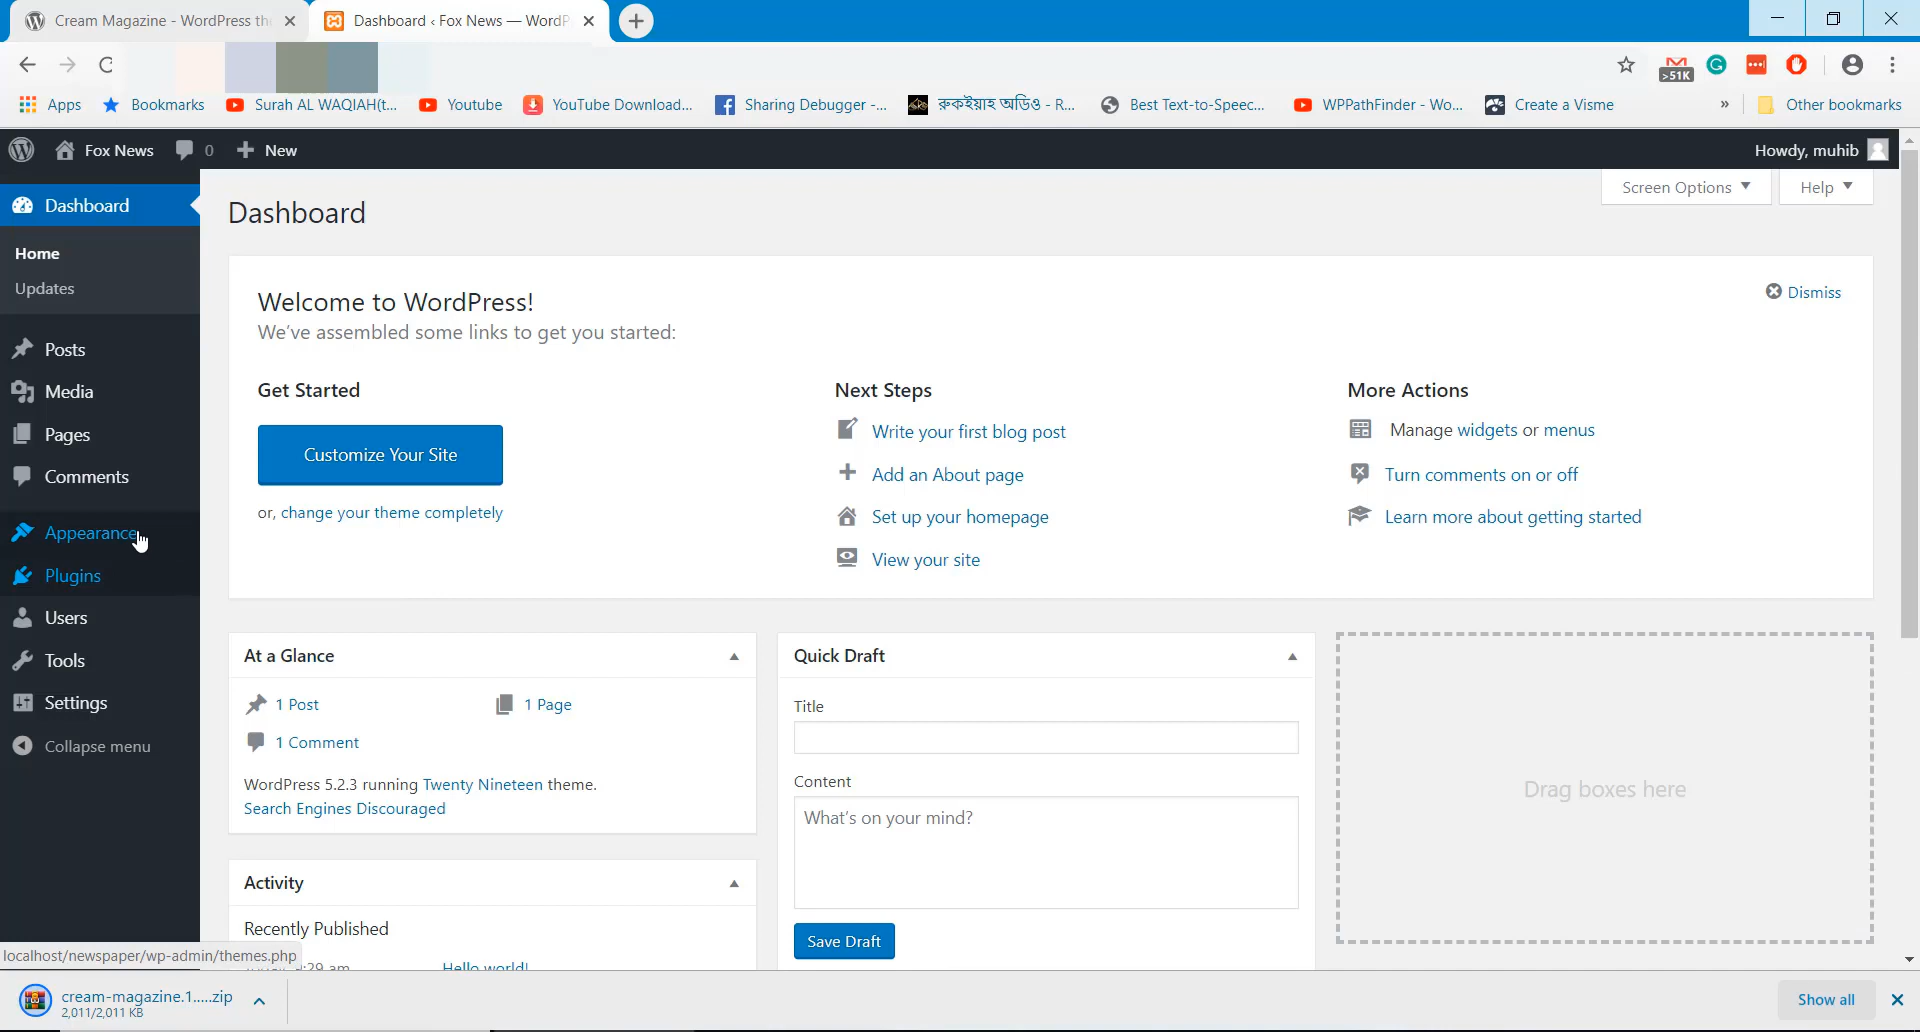 Cream Magazine - WordPress th
Dashboard ‹ Fox News — WordP
>51K
Apps
Bookmarks
Surah AL WAQIAH(t...
Youtube
YouTube Download...
Sharing Debugger -...
রুকইয়াহ অডিও - R...
Best Text-to-Speec...
WPPathFinder - Wo...
Create a Visme
»
Other bookmarks
Fox News
0
New
Howdy, muhib
Screen Options
Help
Dashboard
Home
Updates
Posts
Media
Pages
Comments
Appearance
Plugins
Users
Tools
Settings
Collapse menu
Dashboard
Welcome to WordPress!
We've assembled some links to get you started:
Dismiss
Get Started
Customize Your Site
or, change your theme completely
Next Steps
Write your first blog post
Add an About page
Set up your homepage
View your site
More Actions
Manage widgets or menus
Turn comments on or off
Learn more about getting started
At a Glance
1 Post
1 Page
1 Comment
WordPress 5.2.3 running Twenty Nineteen theme.
Search Engines Discouraged
Activity
Recently Published
:29 am
Hello world!
Quick Draft
Title
Content
What's on your mind?
Save Draft
Drag boxes here
localhost/newspaper/wp-admin/themes.php
cream-magazine.1.....zip
2,011/2,011 KB
Show all